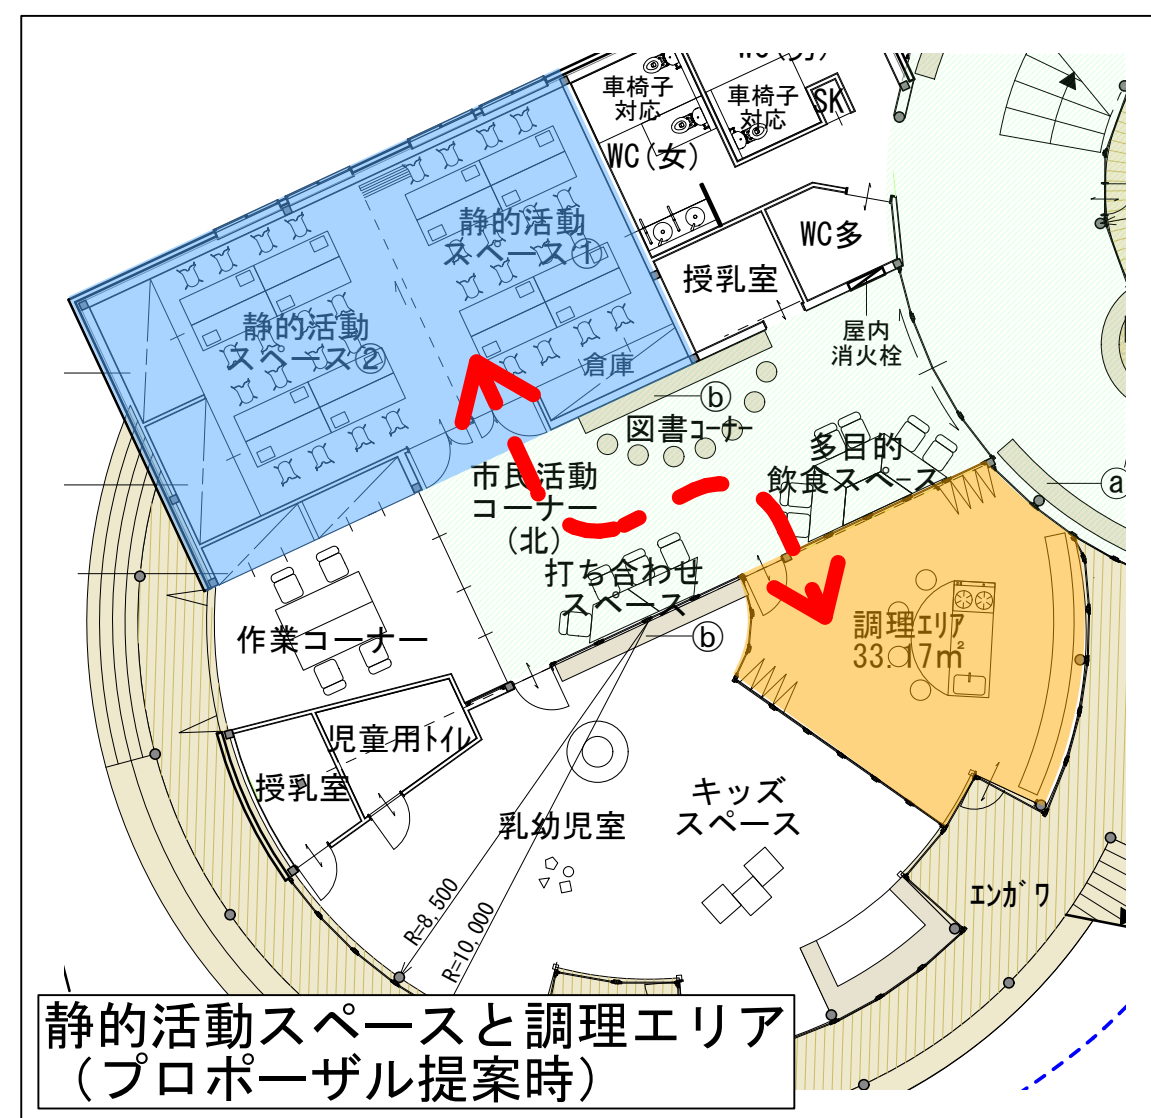 車椅子
対応
車椅子
対応
SK
WC(女)
WC多
授乳室
屋内
消火栓
静的活動
スペース①
静的活動
スペース②
倉庫
ⓑ
図書ｺｰﾅｰ
多目的
飲食スペース
ⓐ
市民活動
コーナー
(北)
打ち合わせ
スペース
ⓑ
調理ｴﾘｱ
33.17㎡
作業コーナー
児童用ﾄｲﾚ
授乳室
乳幼児室
キッズ
スペース
ｴﾝｶﾞﾜ
R=8,500
R=10,000
静的活動スペースと調理エリア
（プロポーザル提案時）